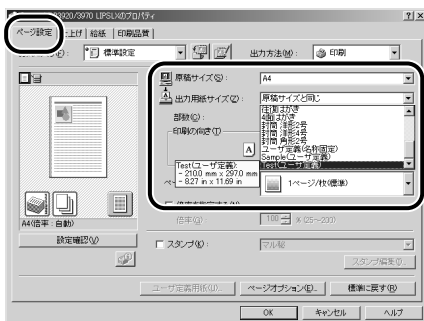 3920/3970 LIPSLXのプロパティ
ページ設定
上げ
給紙
印刷品質
標準設定
出力方法(M):
印刷
原稿サイズ(S):
A4
出力用紙サイズ(Z):
原稿サイズと同じ
往復はがき
4面はがき
封筒 洋形2号
封筒 洋形4号
封筒 角形2号
ユーザ定義(名称固定)
Sample(ユーザ定義)
Test(ユーザ定義)
部数(C):
印刷の向き(T)
A
Test(ユーザ定義):
- 210.0 mm x 297.0 mm
- 8.27 in x 11.69 in
1ページ/枚(標準)
A4(倍率:自動)
倍率(G):
100 % (25~200)
設定確認(V)
スタンプ(K):
マル秘
スタンプ編集(D)...
ユーザ定義用紙(U)...
ページオプション(E)...
標準に戻す(R)
OK
キャンセル
ヘルプ